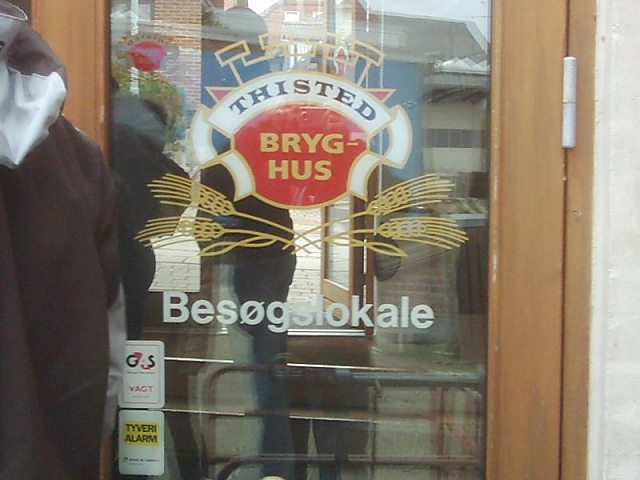 THISTED
BRYG-
HUS
Besøgslokale
G4S
VAGT
TYVERI
ALARM